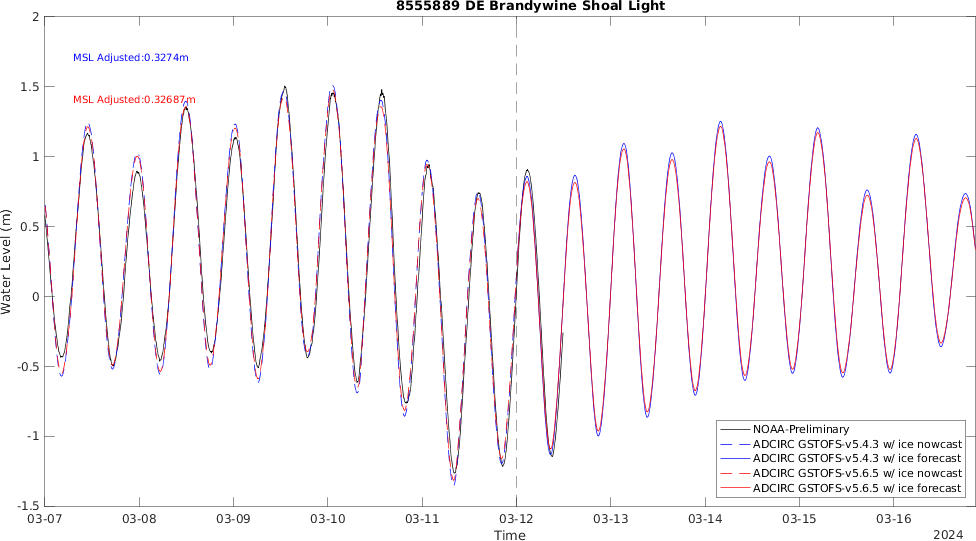 8555889 DE Brandywine Shoal Light
MSL Adjusted:0.3274m
MSL Adjusted:0.32687m
Water Level (m)
2
1.5
1
0.5
0
-0.5
-1
-1.5
NOAA-Preliminary
ADCIRC GSTOFS-v5.4.3 w/ ice nowcast
ADCIRC GSTOFS-v5.4.3 w/ ice forecast
ADCIRC GSTOFS-v5.6.5 w/ ice nowcast
ADCIRC GSTOFS-v5.6.5 w/ ice forecast
03-07 03-08 03-09 03-10 03-11 03-12 03-13 03-14 03-15 03-16
Time
2024